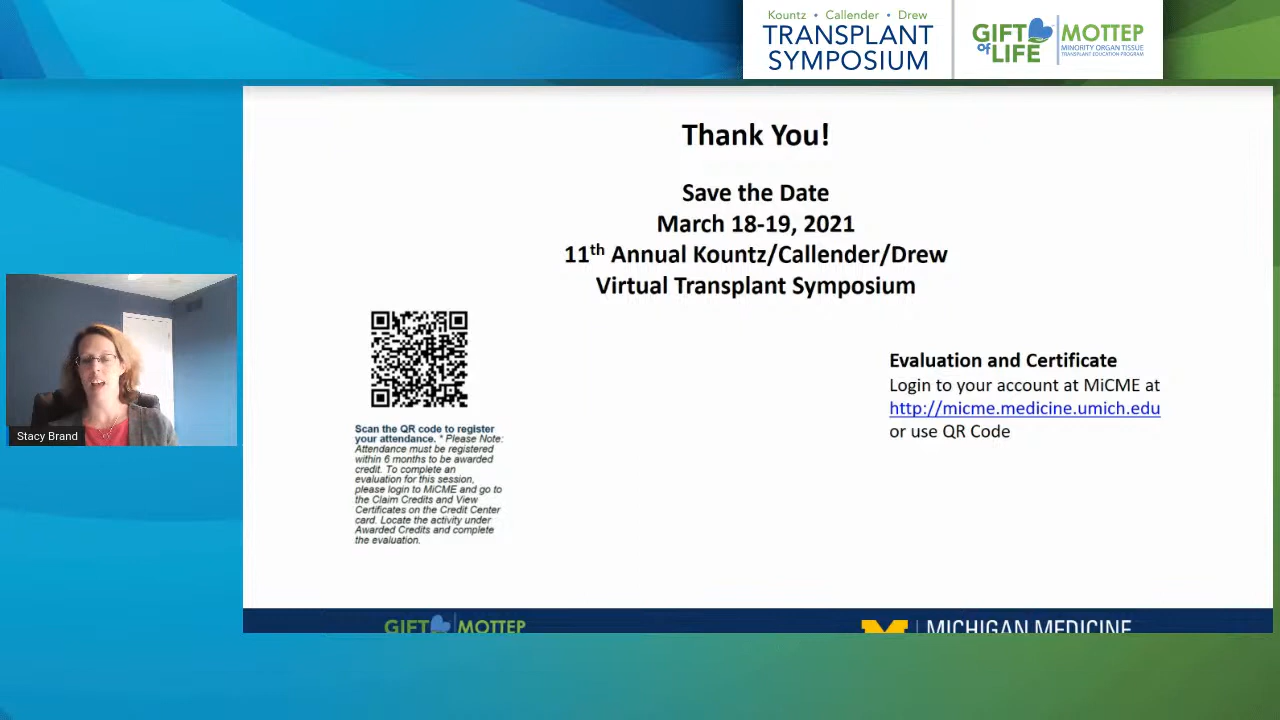 Kountz • Callender • Drew
TRANSPLANT
SYMPOSIUM
GIFT
of LIFE
MOTTEP
MINORITY ORGAN TISSUE
TRANSPLANT EDUCATION PROGRAM
Thank You!
Save the Date
March 18-19, 2021
11th Annual Kountz/Callender/Drew
Virtual Transplant Symposium
Stacy Brand
Scan the QR code to register
your attendance. * Please Note:
Attendance must be registered
within 6 months to be awarded
credit. To complete an
evaluation for this session,
please login to MiCME and go to
the Claim Credits and View
Certificates on the Credit Center
card. Locate the activity under
Awarded Credits and complete
the evaluation.
Evaluation and Certificate
Login to your account at MiCME at
http://micme.medicine.umich.edu
or use QR Code
GIFT MOTTEP
M MICHIGAN MEDICINE